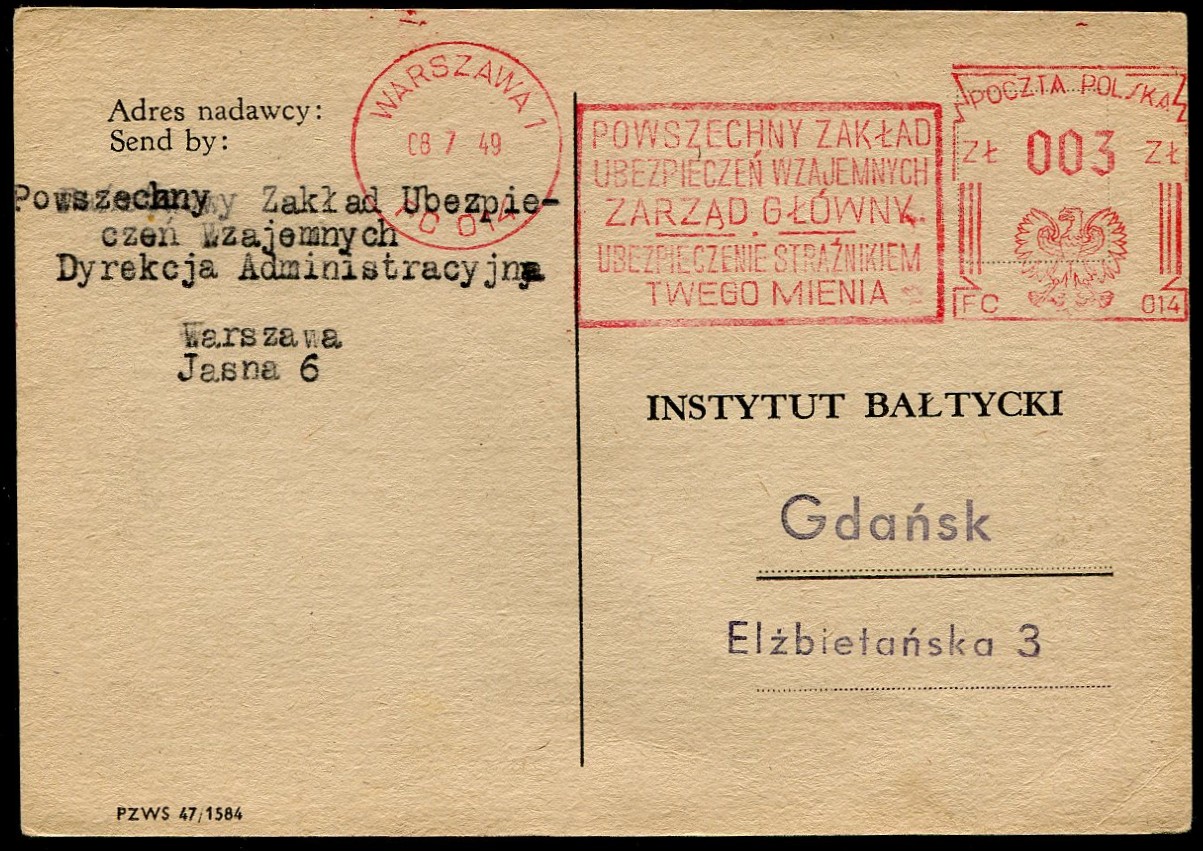 Adres nadawcy:
Send by:
Powszechny Zakład Ubezpie-
czeń Wzajemnych
Dyrekcja Administracyjna
Warszawa
Jasna 6
PZWS 47/1584
WARSZAWA 1
08 7 49
FC 014
POWSZECHNY ZAKŁAD
UBEZPIECZEŃ WZAJEMNYCH
ZARZĄD GŁÓWNY
UBEZPIECZENIE STRAŻNIKIEM
TWEGO MIENIA
POCZTA POLSKA
ZŁ 003 ZŁ
FC 014
INSTYTUT BAŁTYCKI
Gdańsk
Elżbietańska 3